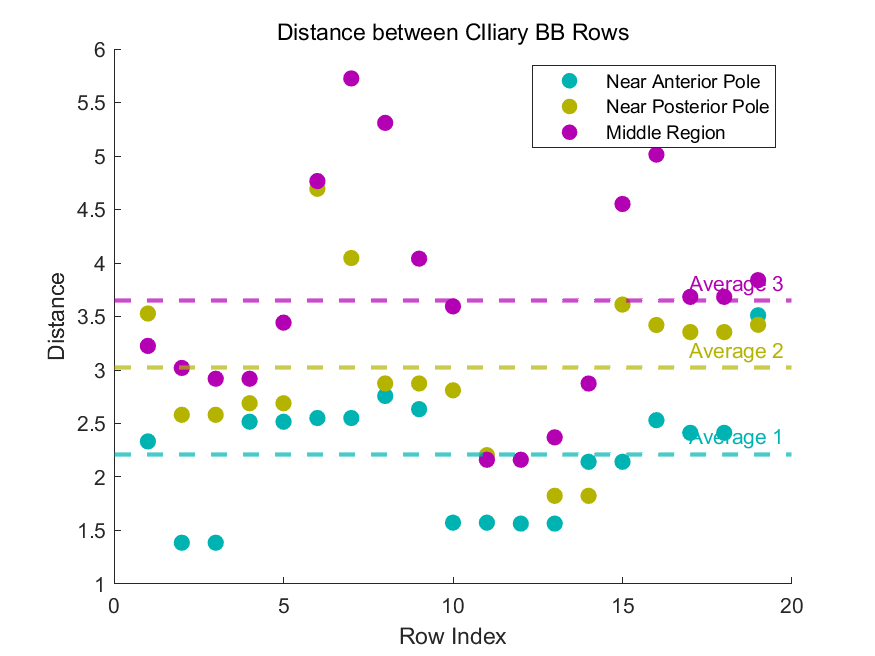 Distance between CIliary BB Rows
6
5.5
5
4.5
4
3.5
3
2.5
2
1.5
1
Distance
Near Anterior Pole
Near Posterior Pole
Middle Region
Average 3
Average 2
Average 1
0
5
10
15
20
Row Index